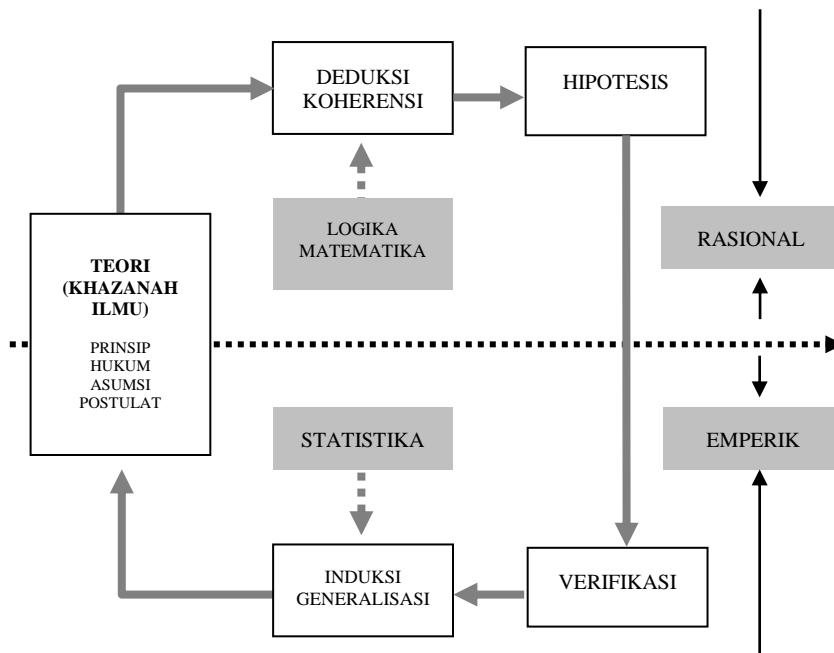 DEDUKSI
KOHERENSI
HIPOTESIS
LOGIKA
MATEMATIKA
RASIONAL
TEORI
(KHAZANAH
ILMU)
PRINSIP
HUKUM
ASUMSI
POSTULAT
STATISTIKA
EMPERIK
INDUKSI
GENERALISASI
VERIFIKASI